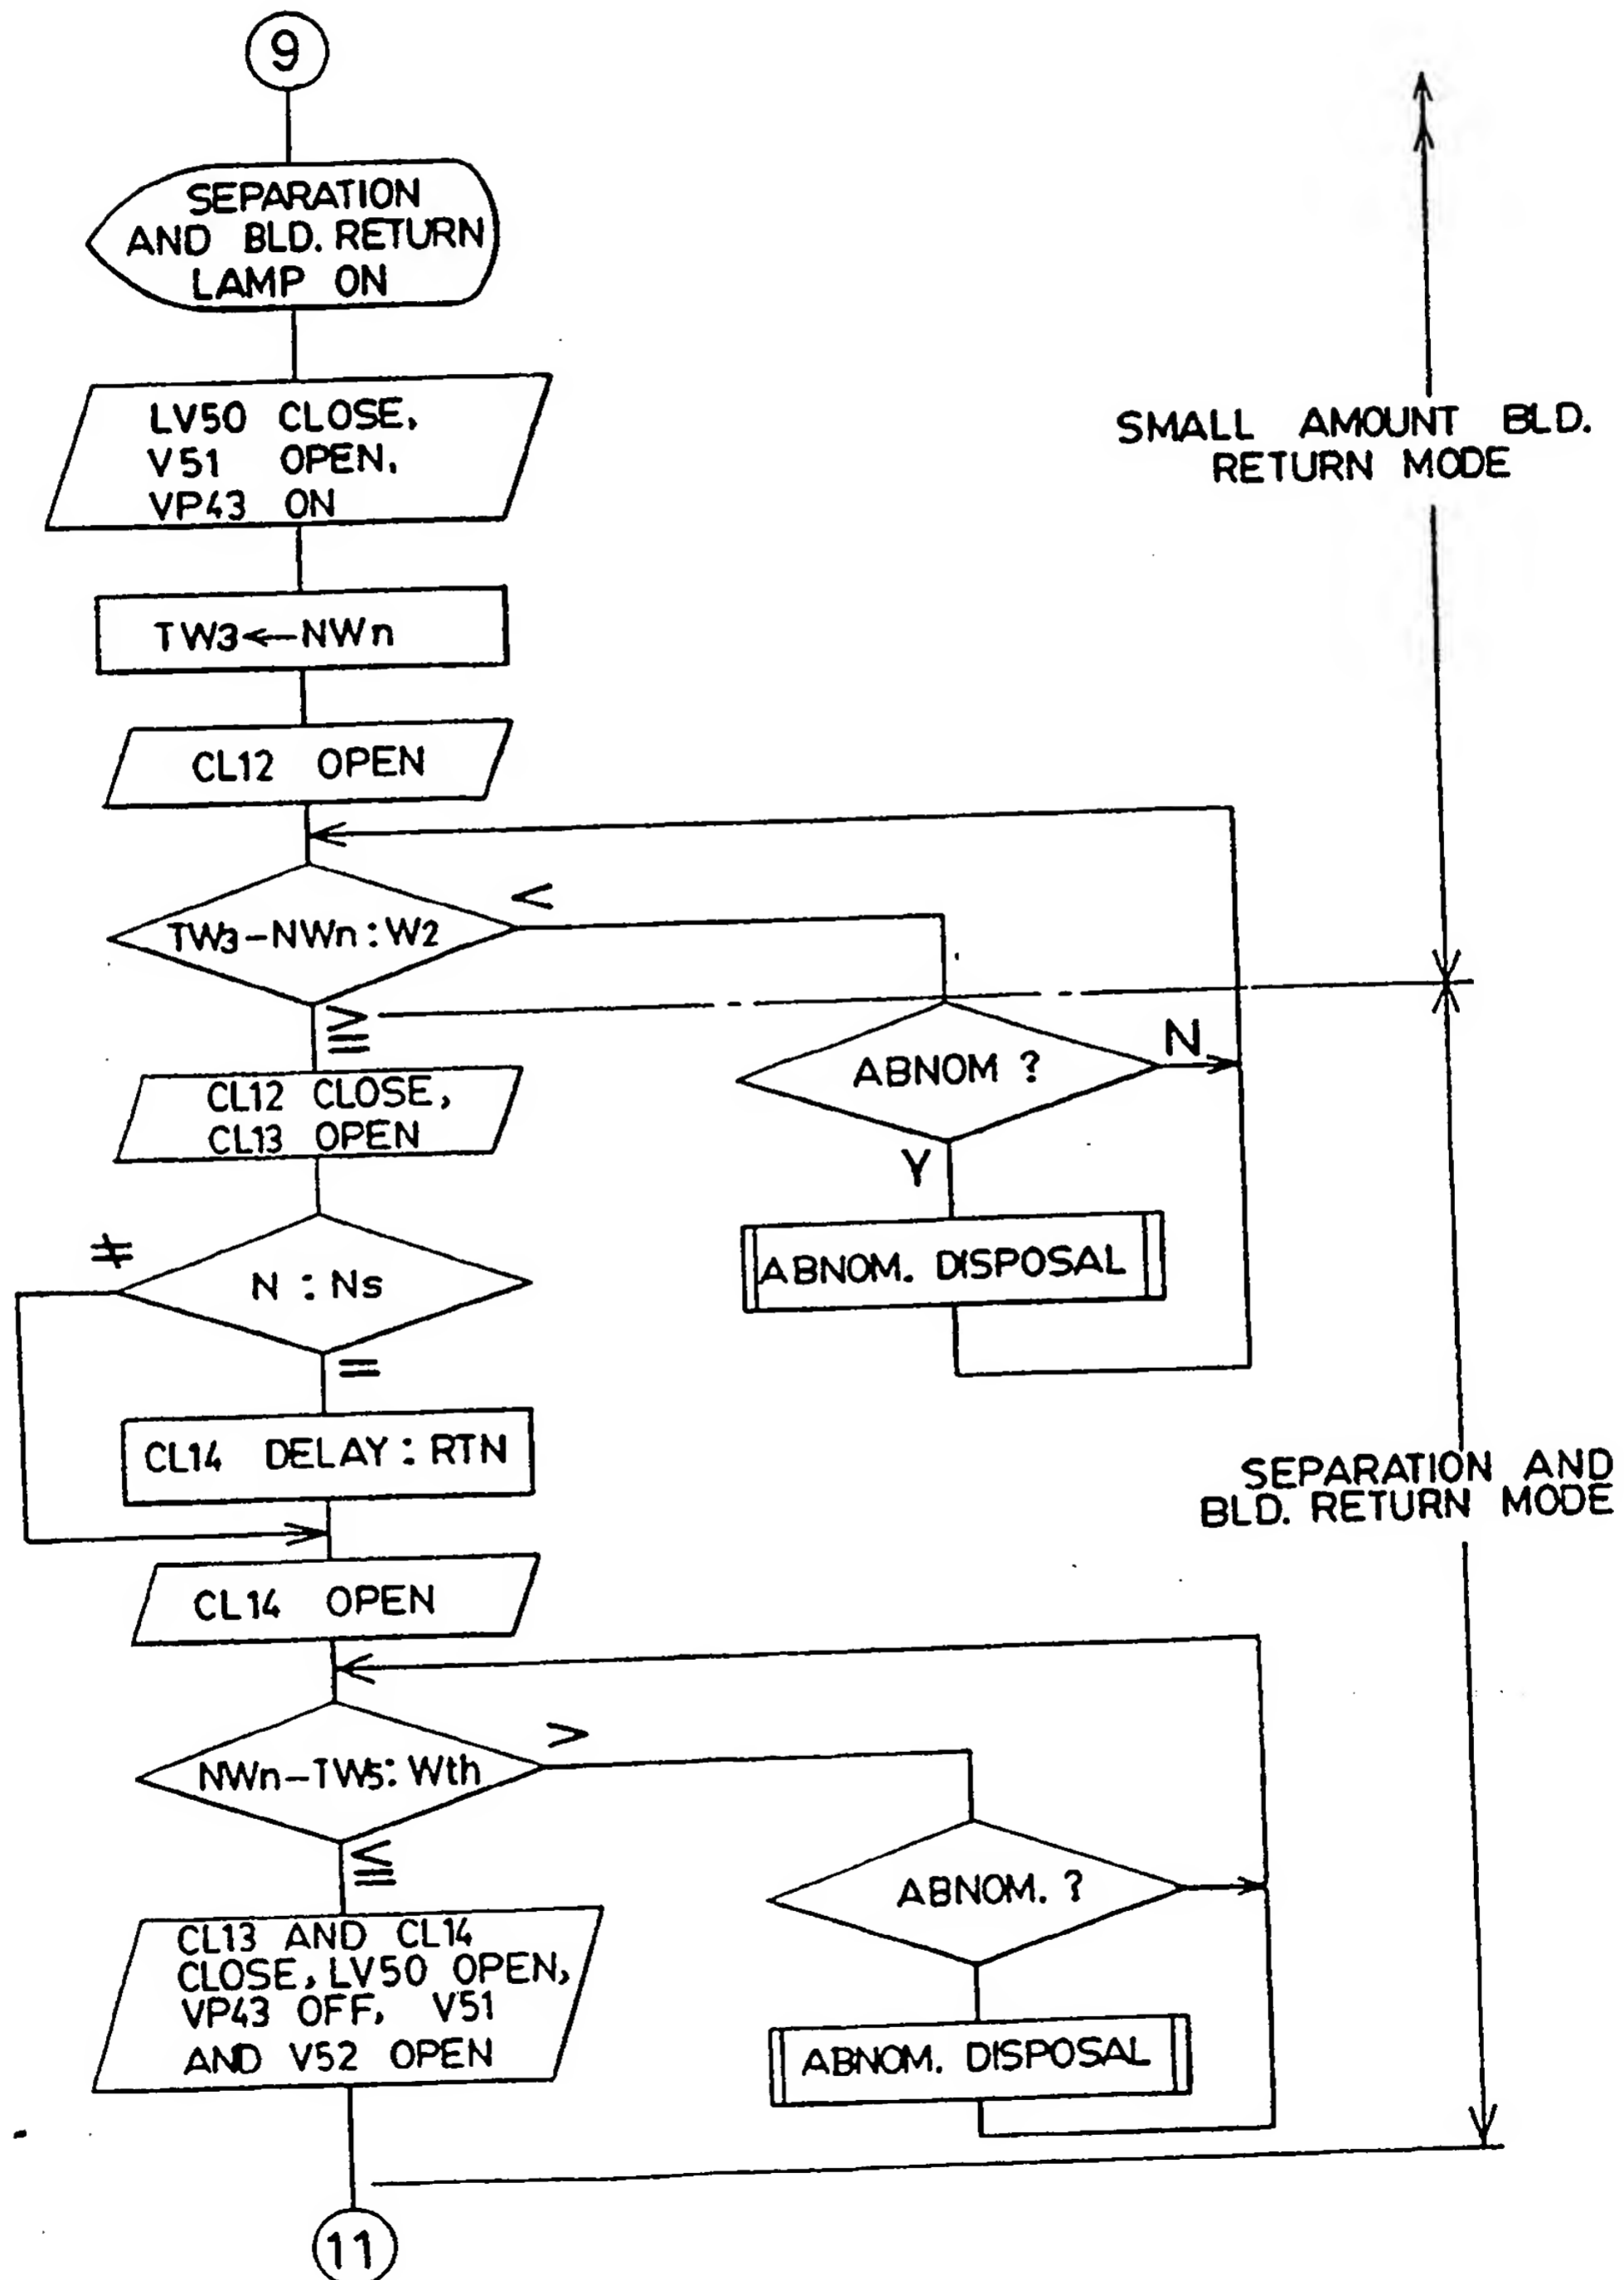 9
SEPARATION
AND BLD. RETURN
LAMP ON
LV50 CLOSE,
V51 OPEN,
VP43 ON
SMALL AMOUNT BLD.
RETURN MODE
TW3←NWn
CL12 OPEN
TW3-NWn:W2
<
≧
ABNOM ?
N
Y
CL12 CLOSE,
CL13 OPEN
ABNOM. DISPOSAL
N : Ns
≠
=
CL14 DELAY : RTN
SEPARATION AND
BLD. RETURN MODE
CL14 OPEN
NWn-TW5:Wth
>
≦
ABNOM. ?
CL13 AND CL14
CLOSE, LV50 OPEN,
VP43 OFF, V51
AND V52 OPEN
ABNOM. DISPOSAL
11